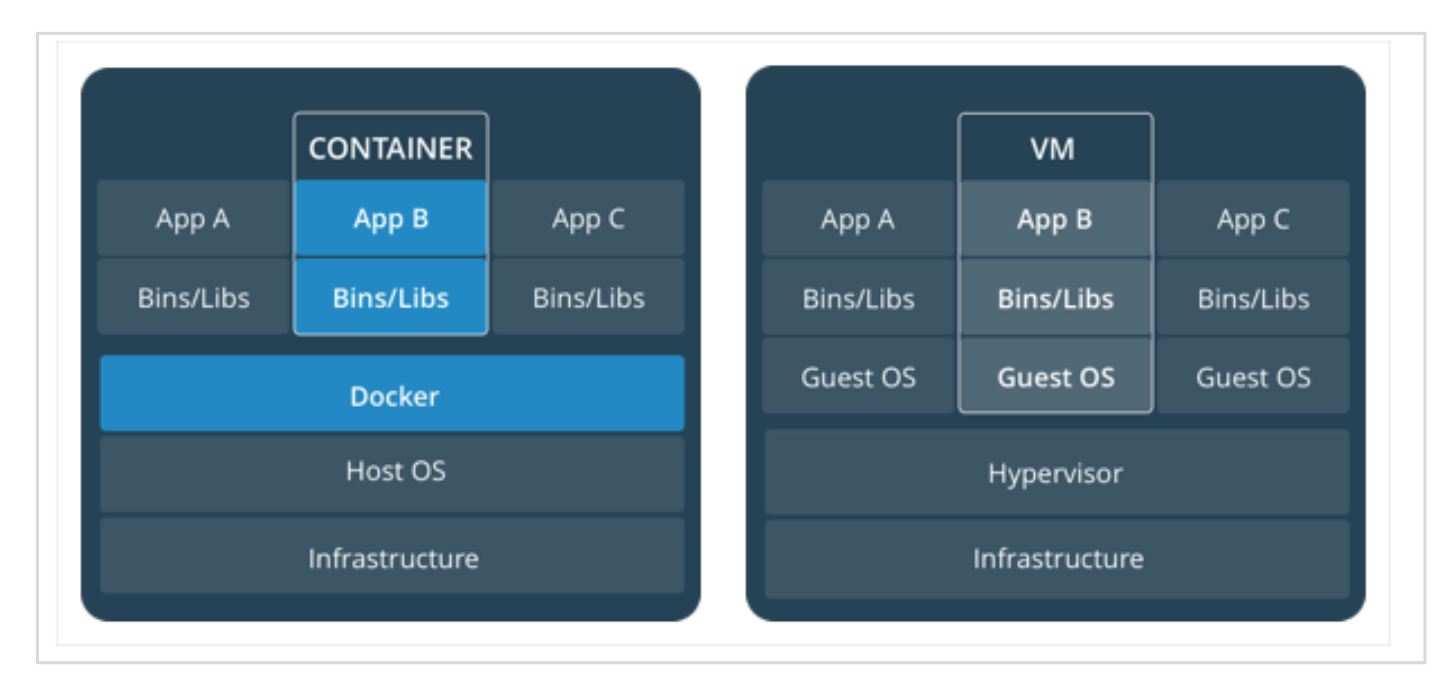 CONTAINER
App A App B App C
Bins/Libs Bins/Libs Bins/Libs
Docker
Host OS
Infrastructure
VM
App A App B App C
Bins/Libs Bins/Libs Bins/Libs
Guest OS Guest OS Guest OS
Hypervisor
Infrastructure